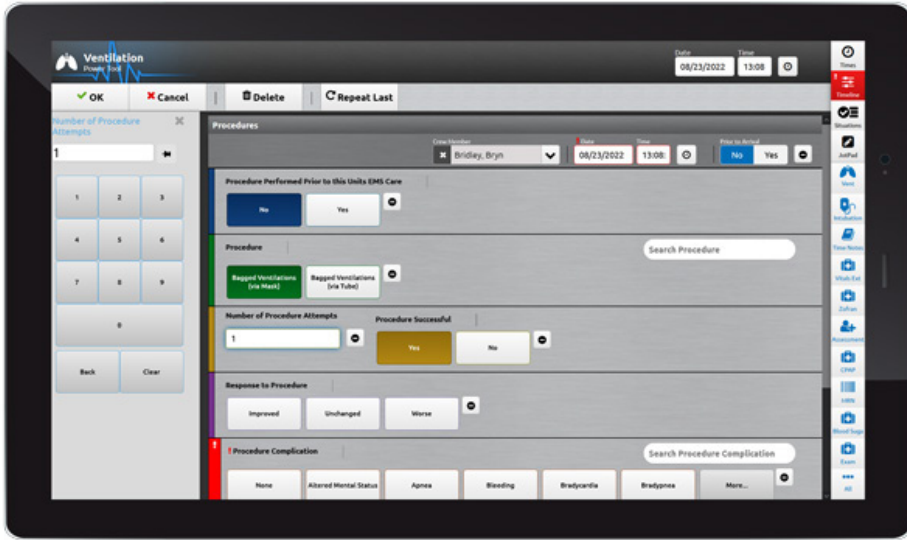 Ventilation
Power Tool
Date
Time
08/23/2022
13:08
OK
Cancel
Delete
Repeat Last
Number of Procedure
Attempts
1
1
2
3
4
5
6
7
8
9
0
Back
Clear
Procedures
Crew Member
Date
Time
Prior to Arrival
Bridley, Bryn
08/23/2022
13:08:
No
Yes
Procedure Performed Prior to this Units EMS Care
No
Yes
Procedure
Search Procedure
Bagged Ventilations
(via Mask)
Bagged Ventilations
(via Tube)
Number of Procedure Attempts
Procedure Successful
1
Yes
No
Response to Procedure
Improved
Unchanged
Worse
! Procedure Complication
Search Procedure Complication
None
Altered Mental Status
Apnea
Bleeding
Bradycardia
Bradypnea
More...
Times
Timeline
Situations
JotPad
Vent
Intubation
Time Notes
Vitals Ext
Zofran
Assessment
CPAP
Blood Suga
Exam
All